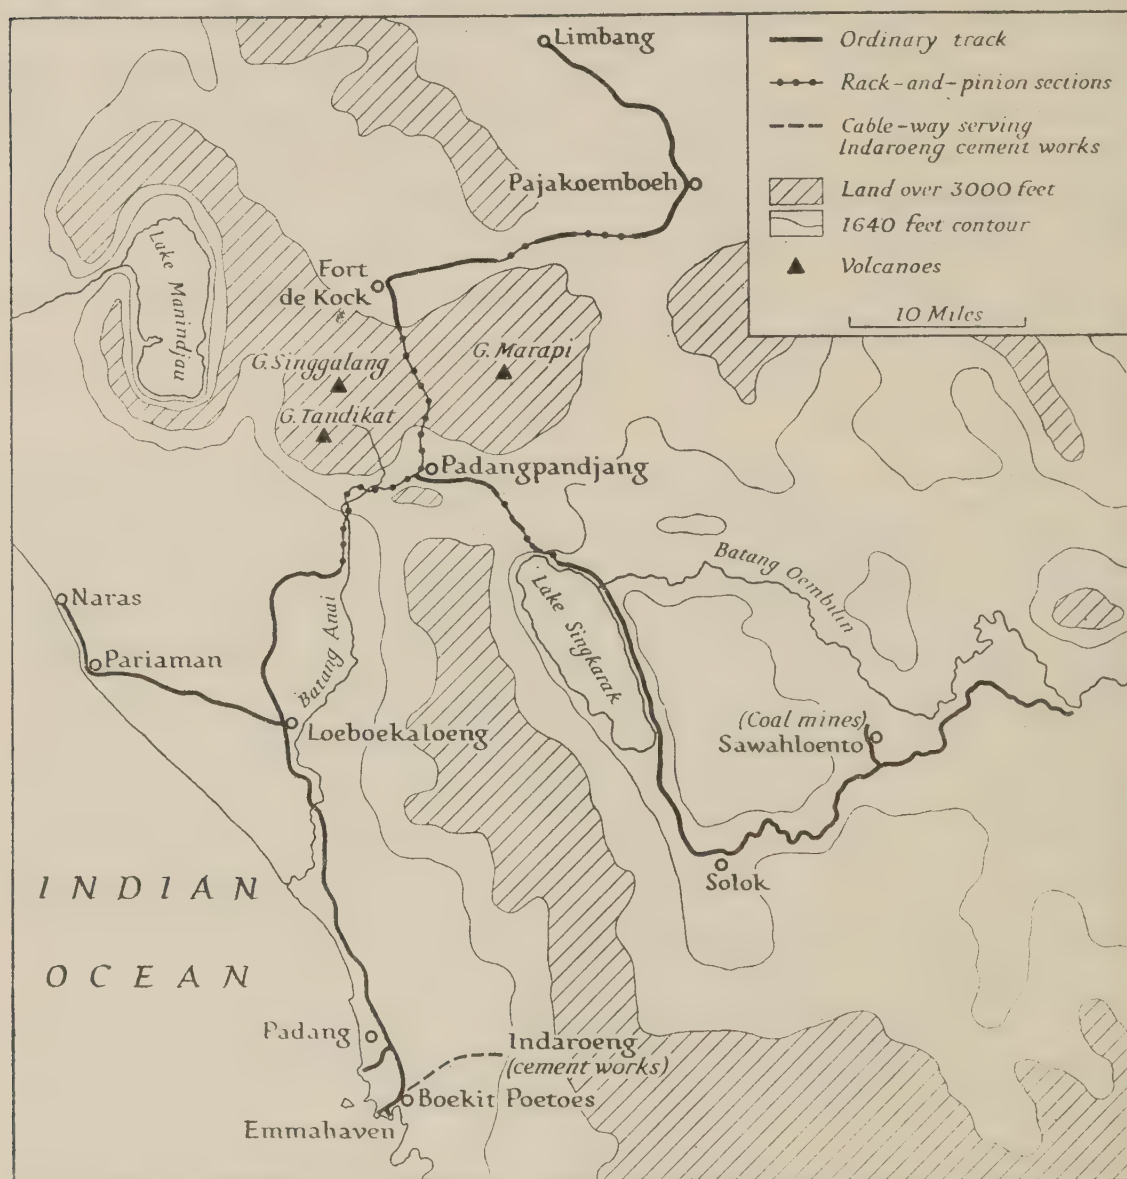 Limbang
Ordinary track
Rack-and-pinion sections
Cable-way serving
Indaroeng cement works
Land over 3000 feet
1640 feet contour
Volcanoes
10 Miles
Pajakoemboeh
Lake Manindjau
Fort
de Kock
G. Singgalang
G. Marapi
G. Tandikat
Padangpandjang
Batang Oembilin
Naras
Pariaman
Batang Anai
Lake Singkarak
Loeboekaloeng
(Coal mines)
Sawahloento
Solok
INDIAN
OCEAN
Padang
Indaroeng
(cement works)
Boekit Poetoes
Emmahaven